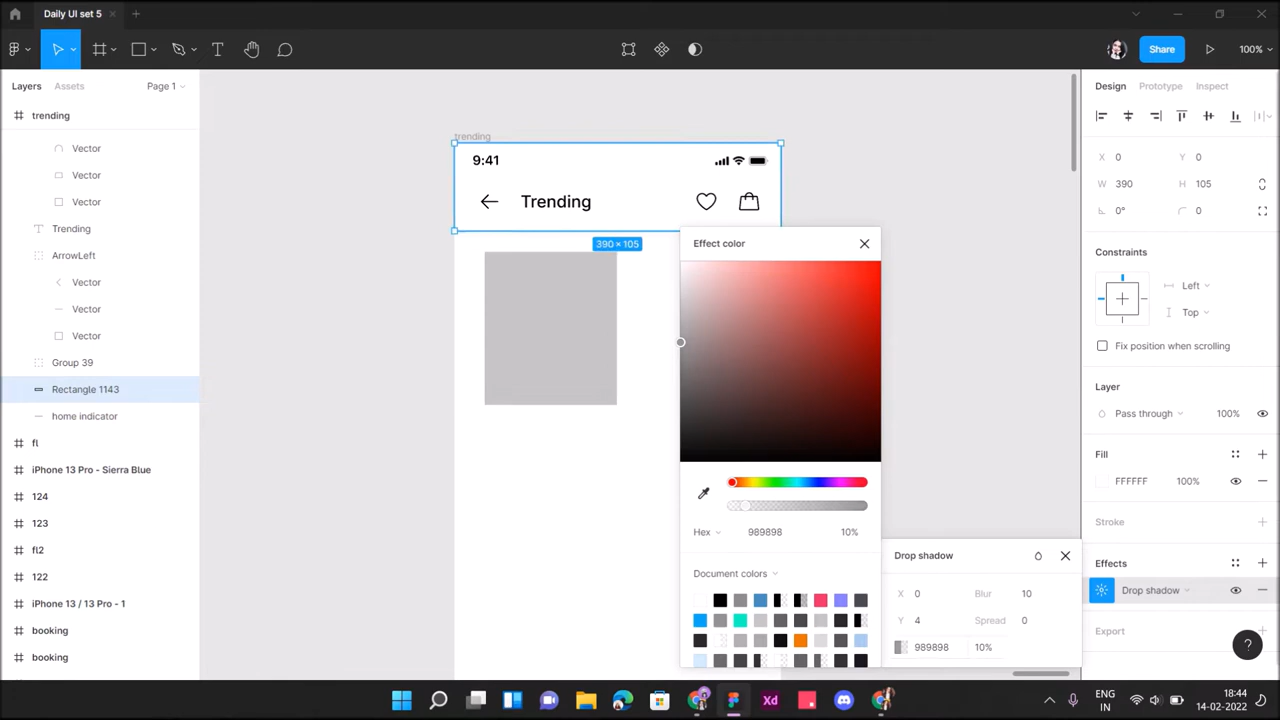 Daily UI set 5
Share
100%
Layers
Assets
Page 1
trending
Vector
Vector
Vector
Trending
ArrowLeft
Vector
Vector
Vector
Group 39
Rectangle 1143
home indicator
fl
iPhone 13 Pro - Sierra Blue
124
123
fl2
122
iPhone 13 / 13 Pro - 1
booking
booking
trending
9:41
Trending
390 × 105
Effect color
Hex
989898
10%
Document colors
Drop shadow
X 0
Blur 10
Y 4
Spread 0
989898 10%
Design
Prototype
Inspect
X 0
Y 0
W 390
H 105
0°
0
Constraints
Left
Top
Fix position when scrolling
Layer
Pass through
100%
Fill
FFFFFF 100%
Stroke
Effects
Drop shadow
Export
?
Xd
ENG
IN
18:44
14-02-2022